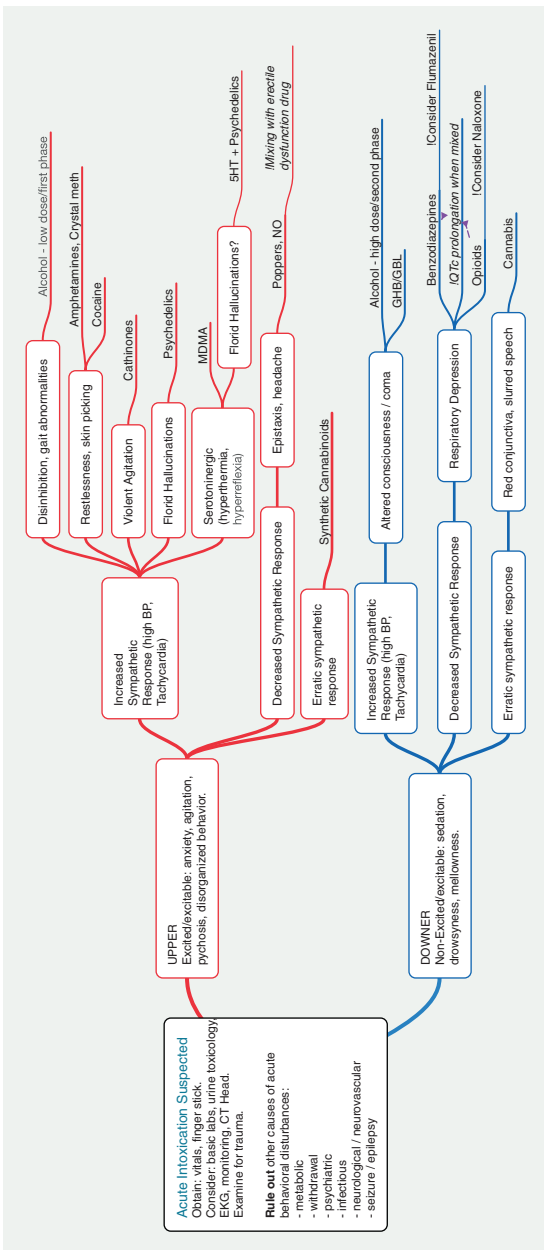 Acute Intoxication Suspected
Obtain: vitals, finger stick.
Consider: basic labs, urine toxicology,
EKG, monitoring, CT Head.
Examine for trauma.
Rule out other causes of acute
behavioral disturbances:
- metabolic
- withdrawal
- psychiatric
- infectious
- neurological / neurovascular
- seizure / epilepsy
UPPER
Excited/excitable: anxiety, agitation,
pychosis, disorganized behavior.
Increased
Sympathetic
Response (high BP,
Tachycardia)
Disinhibition, gait abnormalities
Alcohol - low dose/first phase
Restlessness, skin picking
Amphetamines, Crystal meth
Cocaine
Violent Agitation
Cathinones
Florid Hallucinations
Psychedelics
Serotoninergic
(hyperthermia,
hyperreflexia)
MDMA
Florid Hallucinations?
5HT + Psychedelics
Decreased Sympathetic Response
Epistaxis, headache
Poppers, NO
!Mixing with erectile
dysfunction drug
Erratic sympathetic
response
Synthetic Cannabinoids
DOWNER
Non-Excited/excitable: sedation,
drowsyness, mellowness.
Increased Sympathetic
Response (high BP,
Tachycardia)
Altered consciousness / coma
Alcohol - high dose/second phase
GHB/GBL
Decreased Sympathetic Response
Respiratory Depression
Benzodiazepines
!Consider Flumazenil
!QTc prolongation when mixed
Opioids
!Consider Naloxone
Erratic sympathetic response
Red conjunctiva, slurred speech
Cannabis